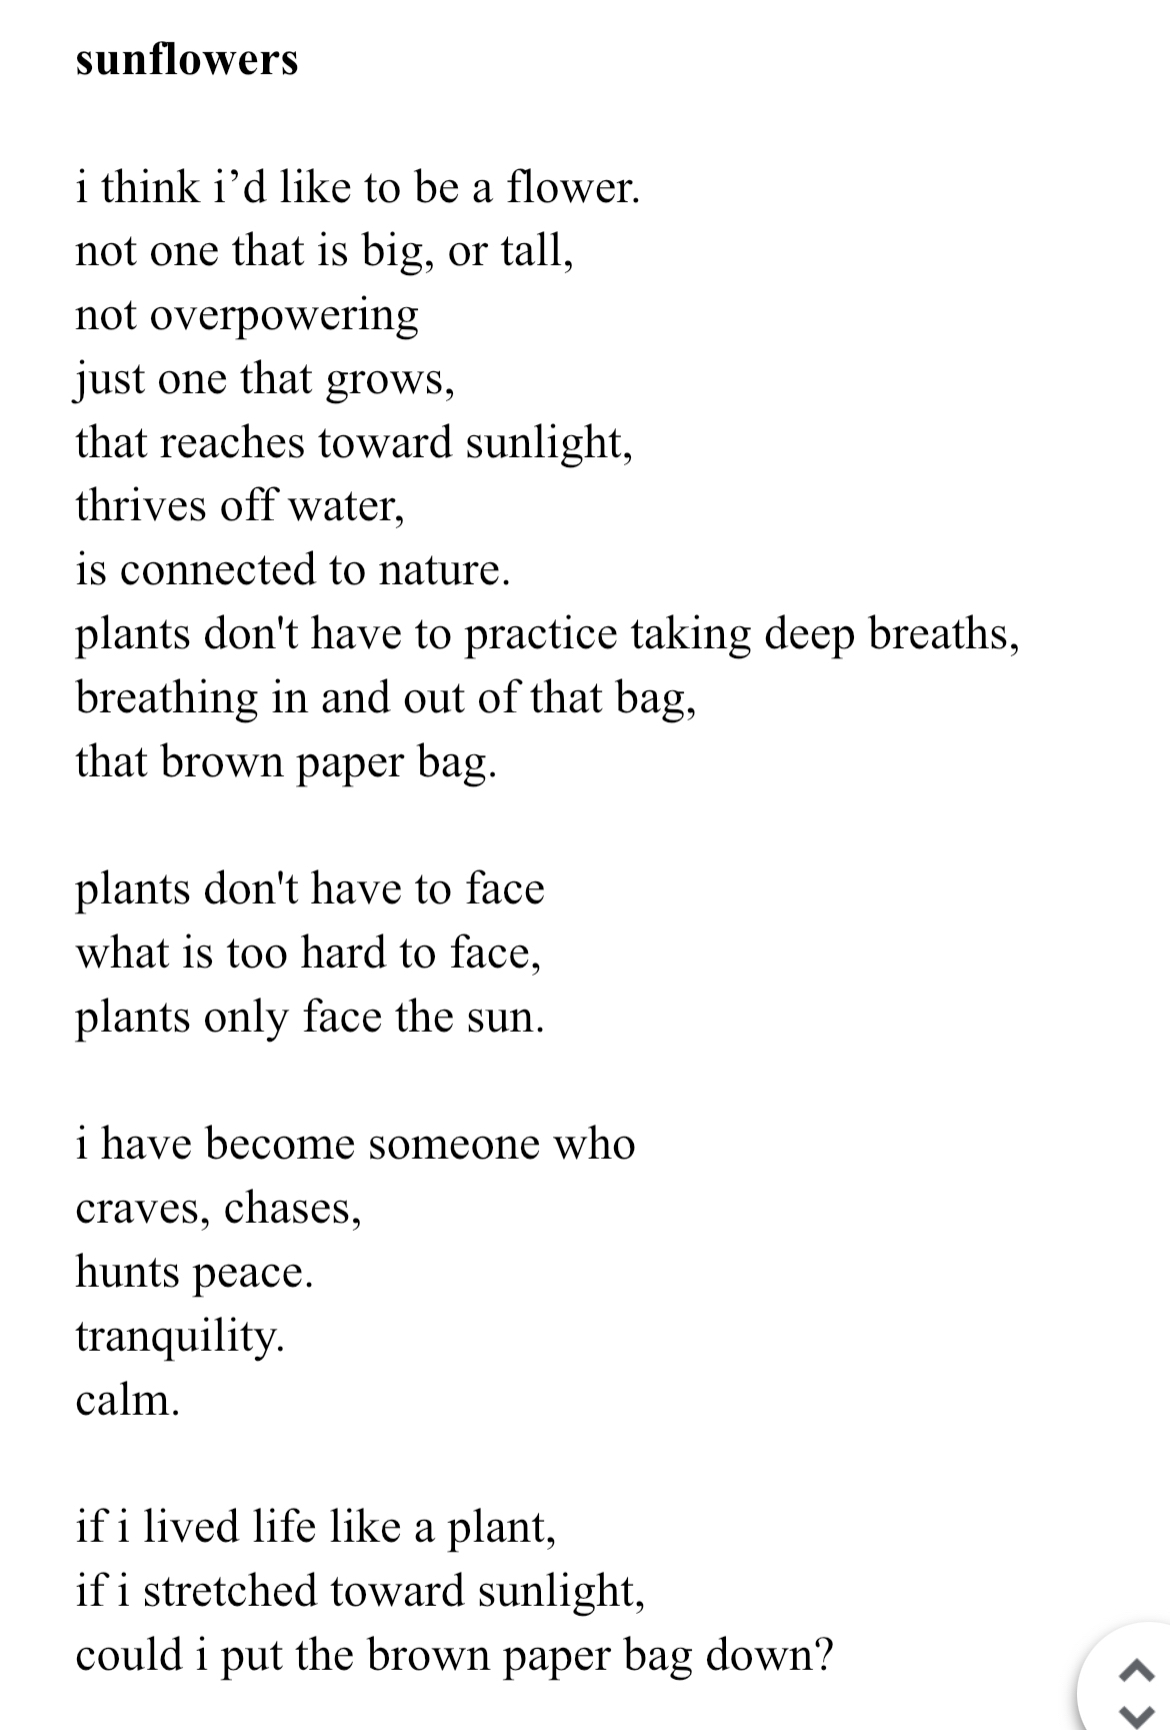 sunflowers
i think i’d like to be a flower.
not one that is big, or tall,
not overpowering
just one that grows,
that reaches toward sunlight,
thrives off water,
is connected to nature.
plants don't have to practice taking deep breaths,
breathing in and out of that bag,
that brown paper bag.
plants don't have to face
what is too hard to face,
plants only face the sun.
i have become someone who
craves, chases,
hunts peace.
tranquility.
calm.
if i lived life like a plant,
if i stretched toward sunlight,
could i put the brown paper bag down?